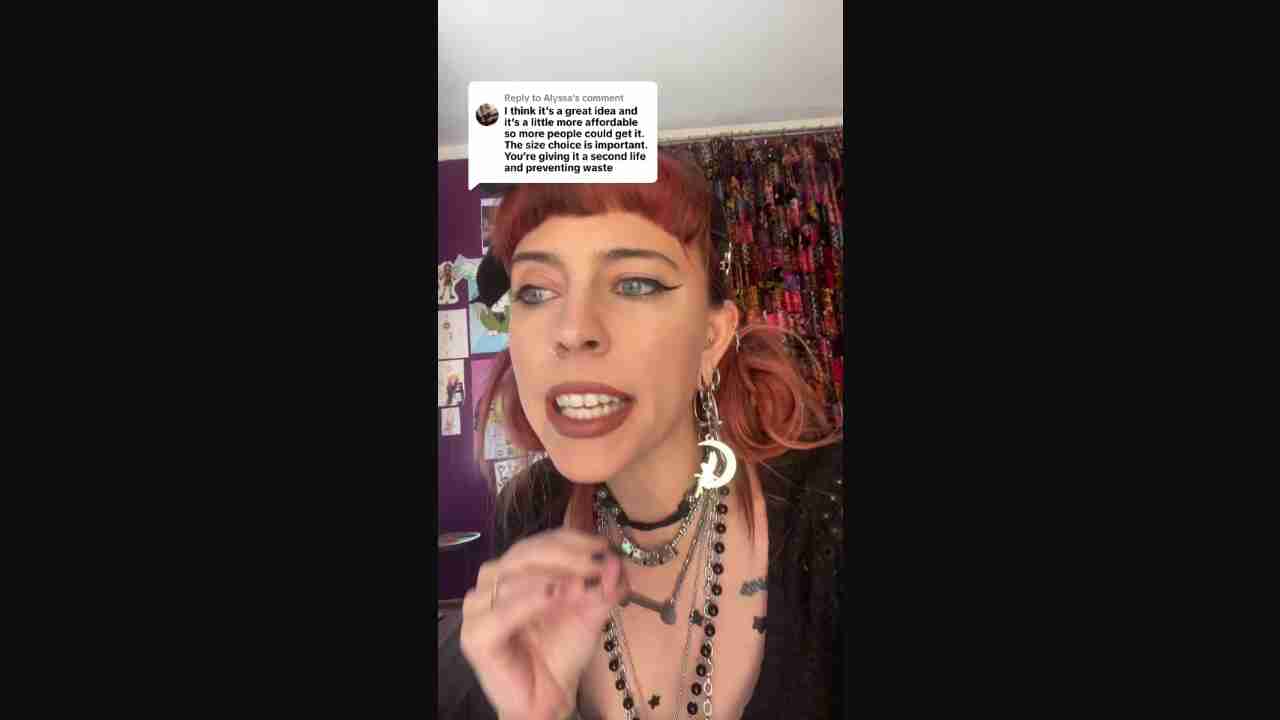 Reply to Alyssa's comment
I think it's a great idea and
it's a little more affordable
so more people could get it.
The size choice is important.
You're giving it a second life
and preventing waste